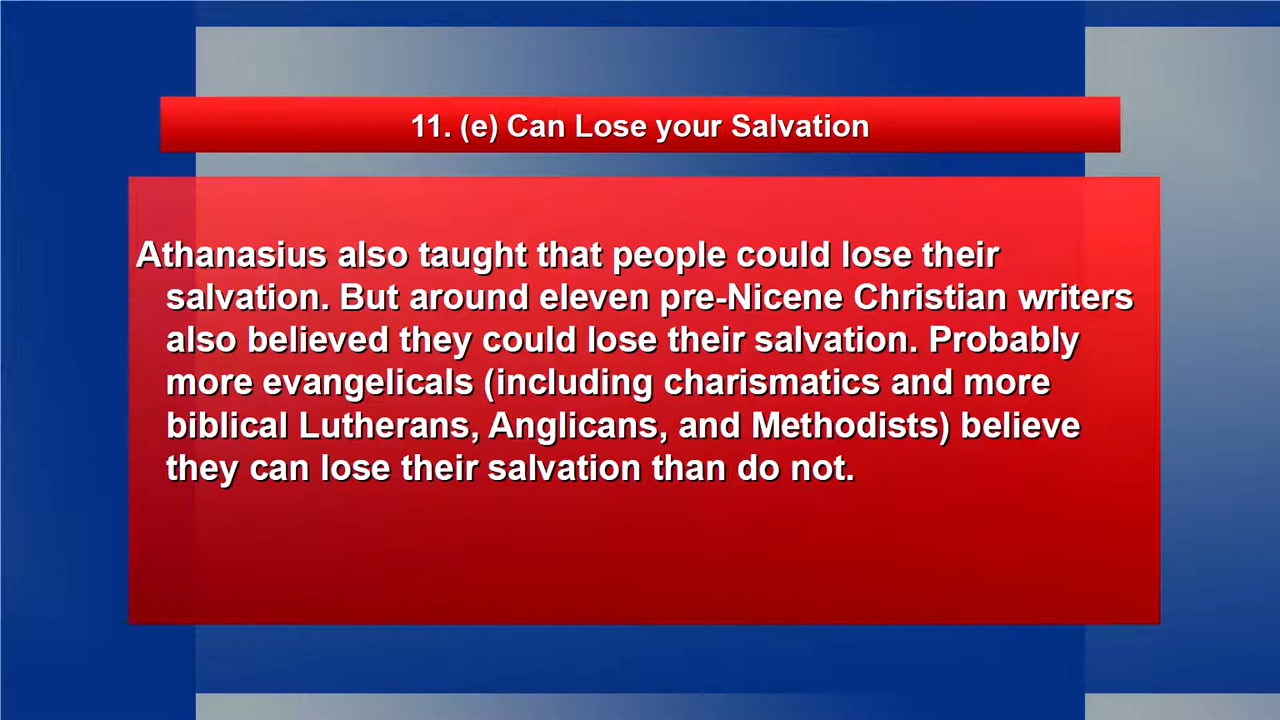 11. (e) Can Lose your Salvation
Athanasius also taught that people could lose their
salvation. But around eleven pre-Nicene Christian writers
also believed they could lose their salvation. Probably
more evangelicals (including charismatics and more
biblical Lutherans, Anglicans, and Methodists) believe
they can lose their salvation than do not.